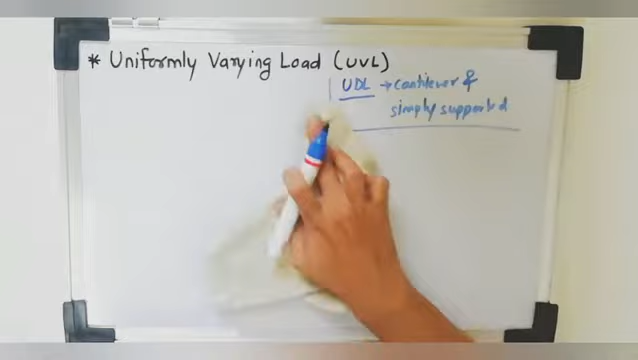 * Uniformly Varying Load (UVL)
UDL → Cantilever &
simply supported